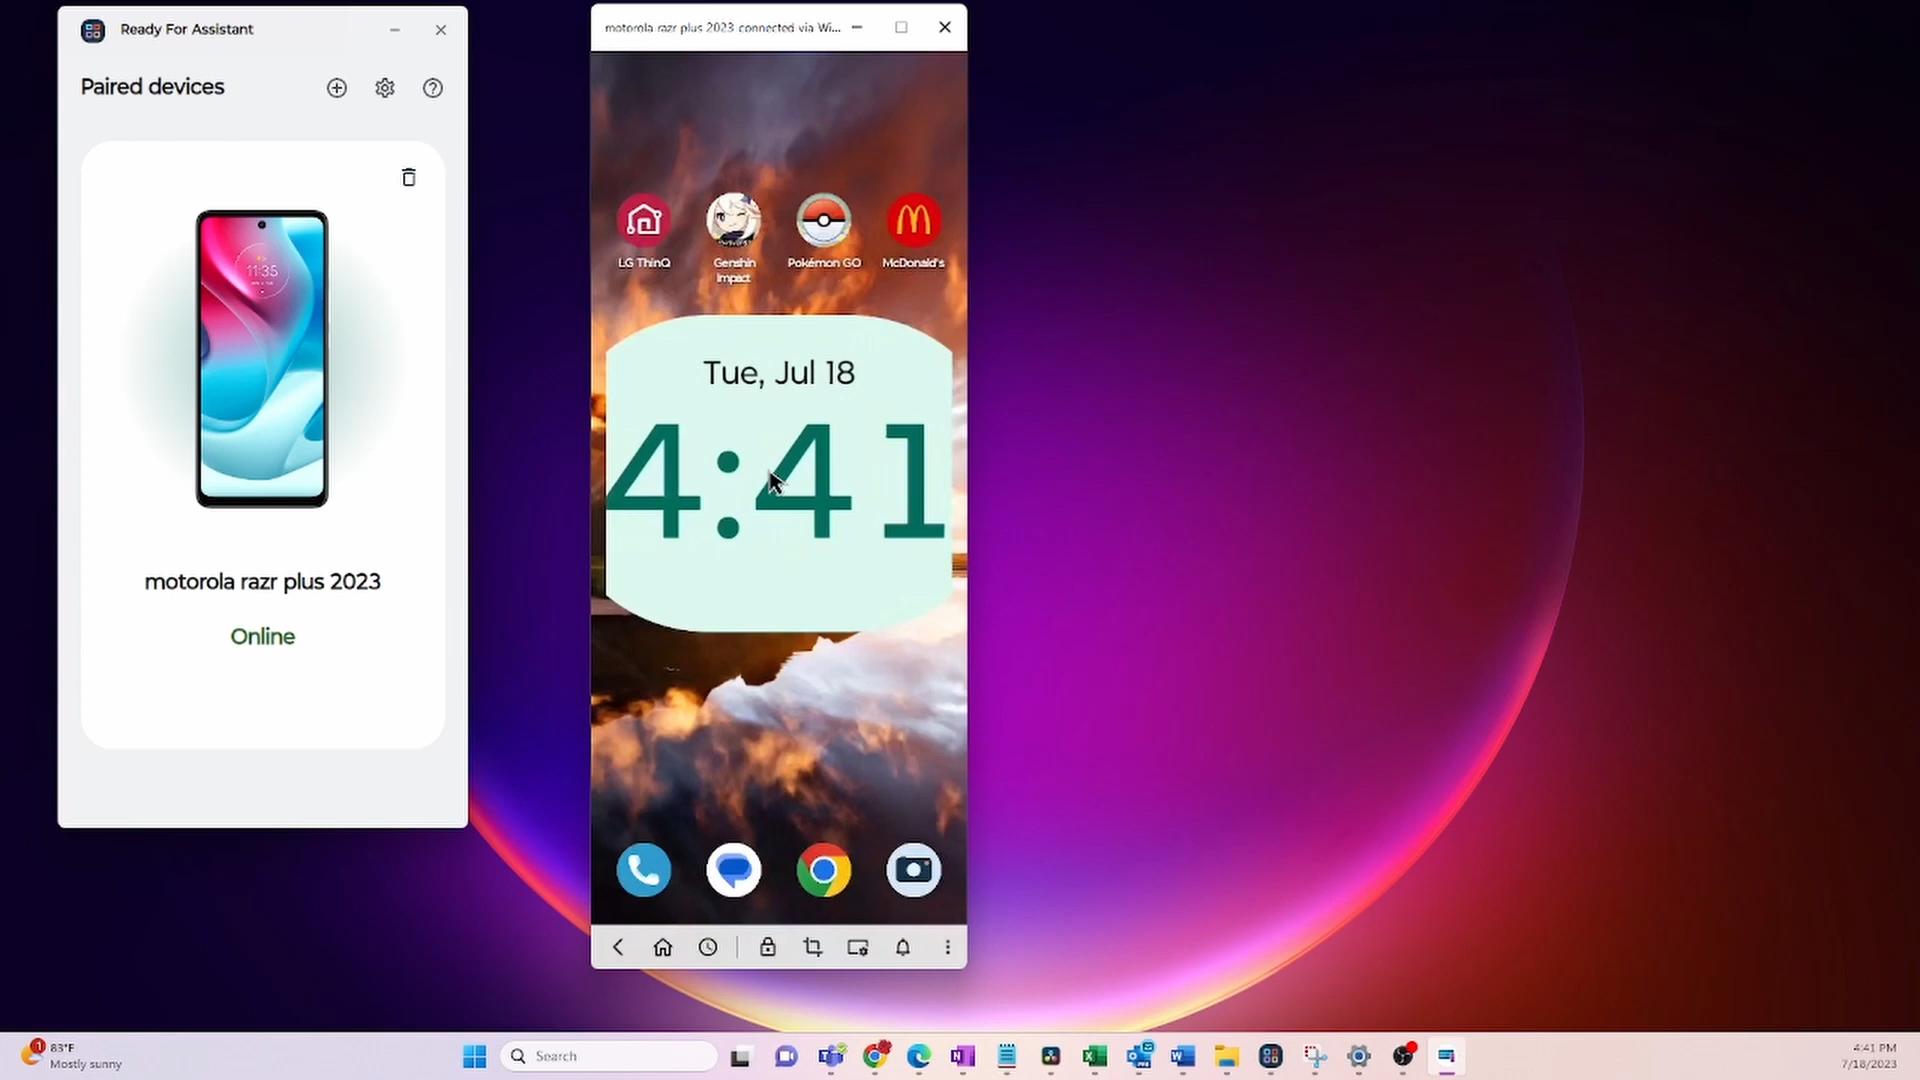 Ready For Assistant
Paired devices
11:35
motorola razr plus 2023
Online
motorola razr plus 2023 connected via Wi...
LG ThinQ
Genshin
Impact
Pokémon GO
McDonald's
Tue, Jul 18
4:41
1
83°F
Mostly sunny
Search
4:41 PM
7/18/2023